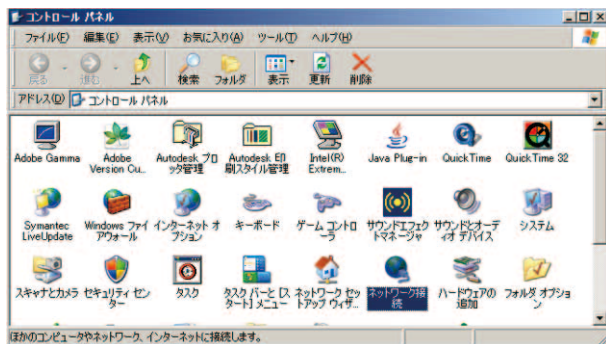 コントロール パネル
ファイル(F) 編集(E) 表示(V) お気に入り(A) ツール(T) ヘルプ(H)
戻る 進む 上へ 検索 フォルダ 表示 更新 削除
アドレス(D) コントロール パネル
Adobe Gamma
Adobe
Version Cu...
Autodesk プロ
ッタ管理
Autodesk 印
刷スタイル管理
Intel(R)
Extrem...
Java Plug-in
QuickTime
QuickTime 32
Symantec
LiveUpdate
Windows ファイ
アウォール
インターネット オ
プション
キーボード
ゲーム コントロ
ーラ
サウンドエフェク
トマネージャ
サウンドとオーデ
ィオ デバイス
システム
スキャナとカメラ
セキュリティ セン
ター
タスク
タスク バーと [ス
タート] メニュー
ネットワーク セッ
トアップ ウィザ...
ネットワーク接
続
ハードウェアの
追加
フォルダ オプショ
ン
ほかのコンピュータやネットワーク、インターネットに接続します。